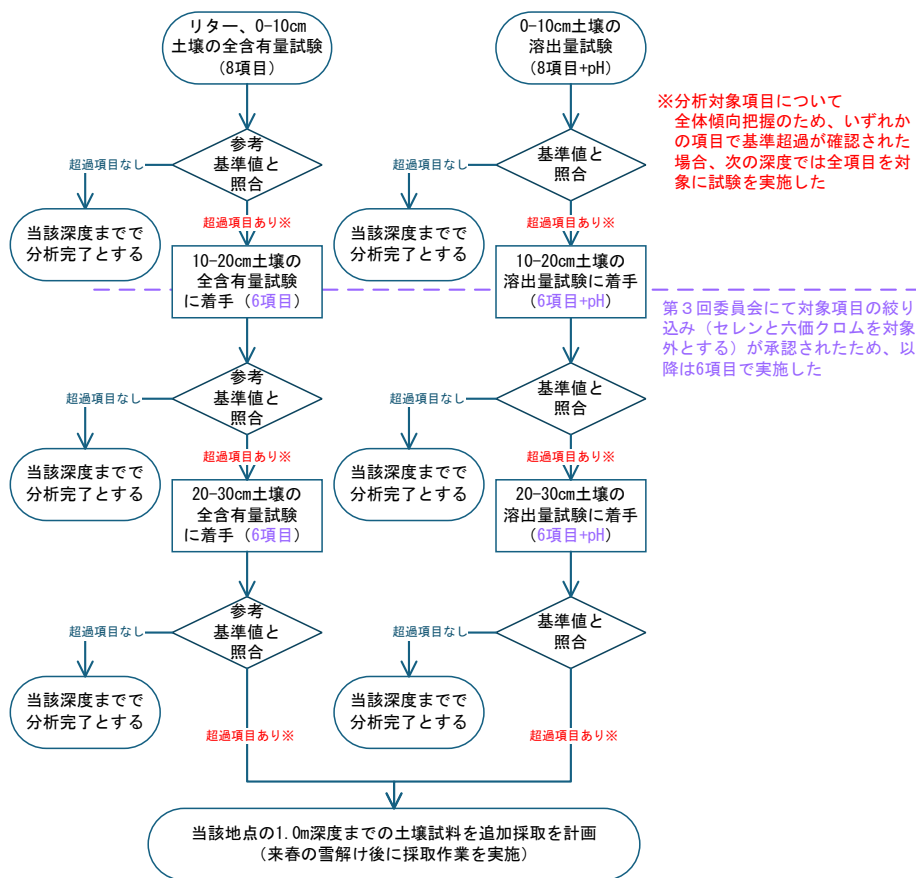 リター、0-10cm
土壌の全含有量試験
（8項目）
0-10cm土壌の
溶出量試験
（8項目+pH）
※分析対象項目について
全体傾向把握のため、いずれか
の項目で基準超過が確認された
場合、次の深度では全項目を対
象に試験を実施した
参考
基準値と
照合
基準値と
照合
超過項目なし
超過項目なし
超過項目あり※
超過項目あり※
当該深度までで
分析完了とする
当該深度までで
分析完了とする
10-20cm土壌の
全含有量試験
に着手（6項目）
10-20cm土壌の
溶出量試験に着手
（6項目+pH）
第３回委員会にて対象項目の絞り
込み（セレンと六価クロムを対象
外とする）が承認されたため、以
降は6項目で実施した
参考
基準値と
照合
基準値と
照合
超過項目なし
超過項目なし
超過項目あり※
超過項目あり※
当該深度までで
分析完了とする
当該深度までで
分析完了とする
20-30cm土壌の
全含有量試験
に着手（6項目）
20-30cm土壌の
溶出量試験に着手
（6項目+pH）
参考
基準値と
照合
基準値と
照合
超過項目なし
超過項目なし
当該深度までで
分析完了とする
当該深度までで
分析完了とする
超過項目あり※
超過項目あり※
当該地点の1.0m深度までの土壌試料を追加採取を計画
（来春の雪解け後に採取作業を実施）